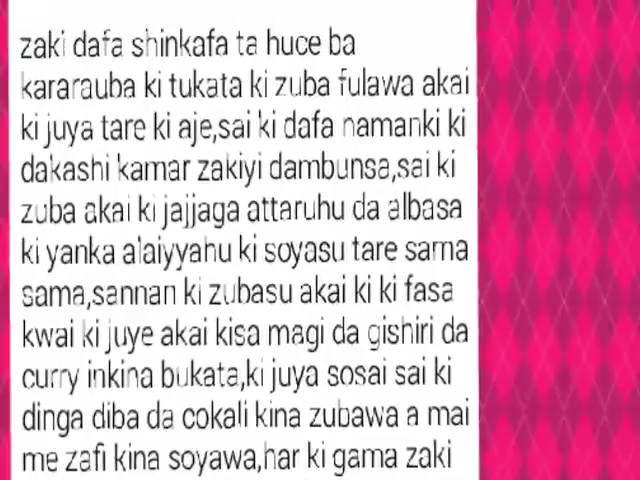 zaki dafa shinkafa ta huce ba
kararauba ki tukata ki zuba fulawa akai
ki juya tare ki aje,sai ki dafa namanki ki
dakashi kamar zakiyi dambunsa,sai ki
zuba akai ki jajjaga attaruhu da albasa
ki yanka alaiyyahu ki soyasu tare sama
sama,sannan ki zubasu akai ki ki fasa
kwai ki juye akai kisa magi da gishiri da
curry inkina bukata,ki juya sosai sai ki
dinga diba da cokali kina zubawa a mai
me zafi kina soyawa,har ki gama zaki